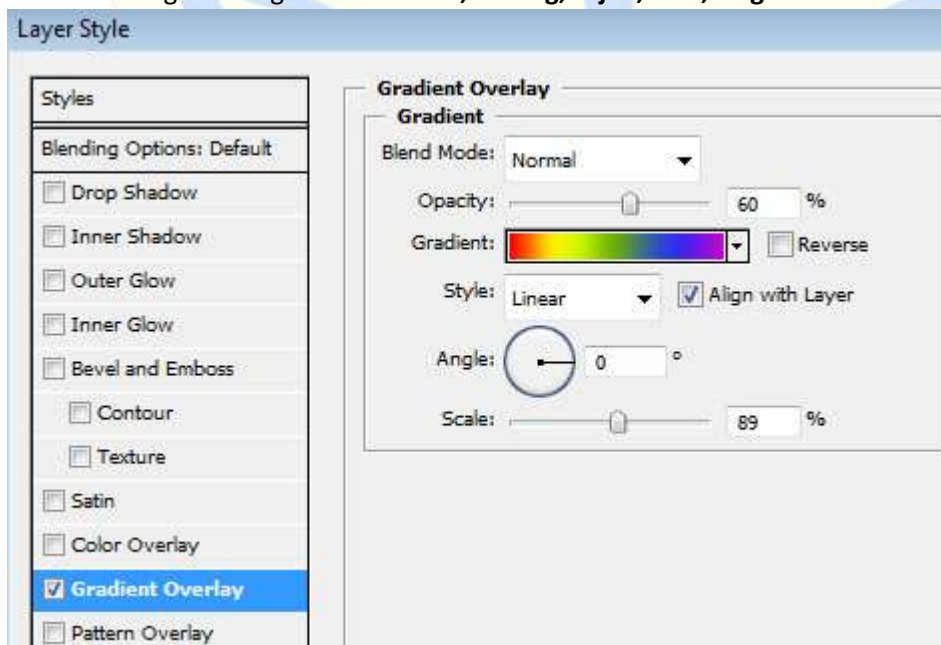 Layer Style
Styles
Blending Options: Default
Drop Shadow
Inner Shadow
Outer Glow
Inner Glow
Bevel and Emboss
Contour
Texture
Satin
Color Overlay
Gradient Overlay
Pattern Overlay
Gradient Overlay
Gradient
Blend Mode: Normal
Opacity: 60 %
Gradient: Reverse
Style: Linear Align with Layer
Angle: 0 °
Scale: 89 %